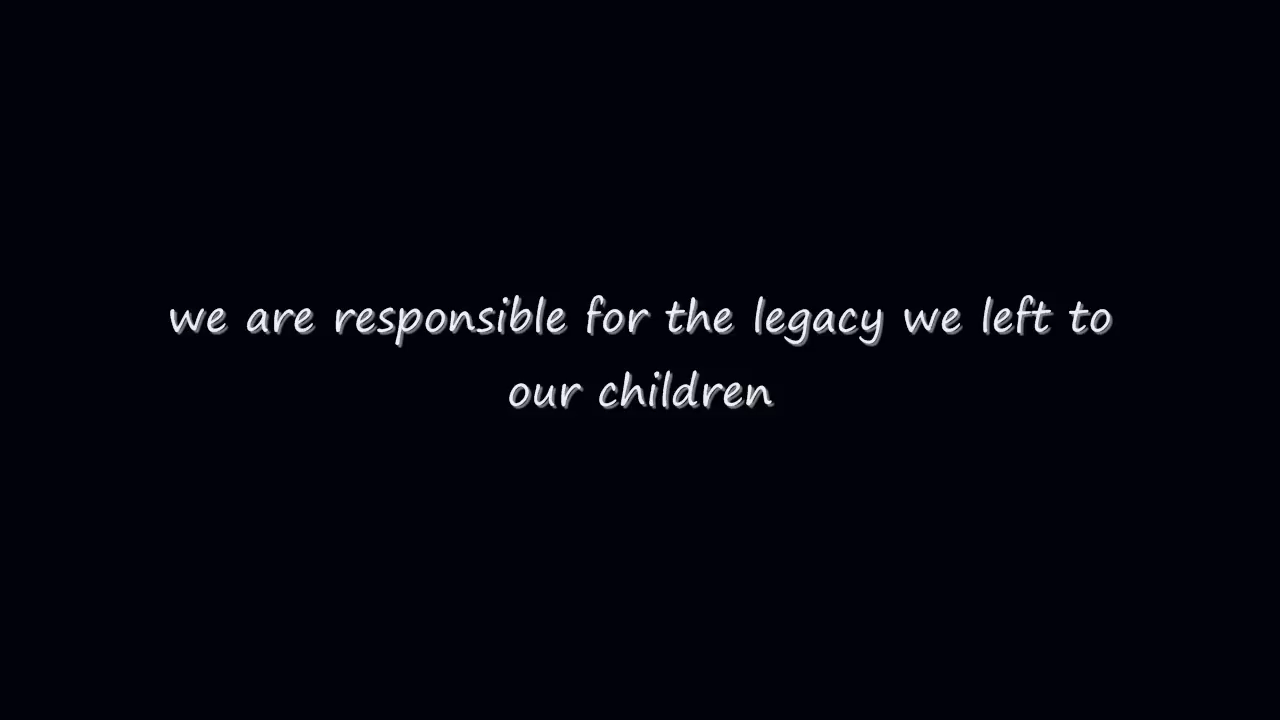 we are responsible for the legacy we left to
our children